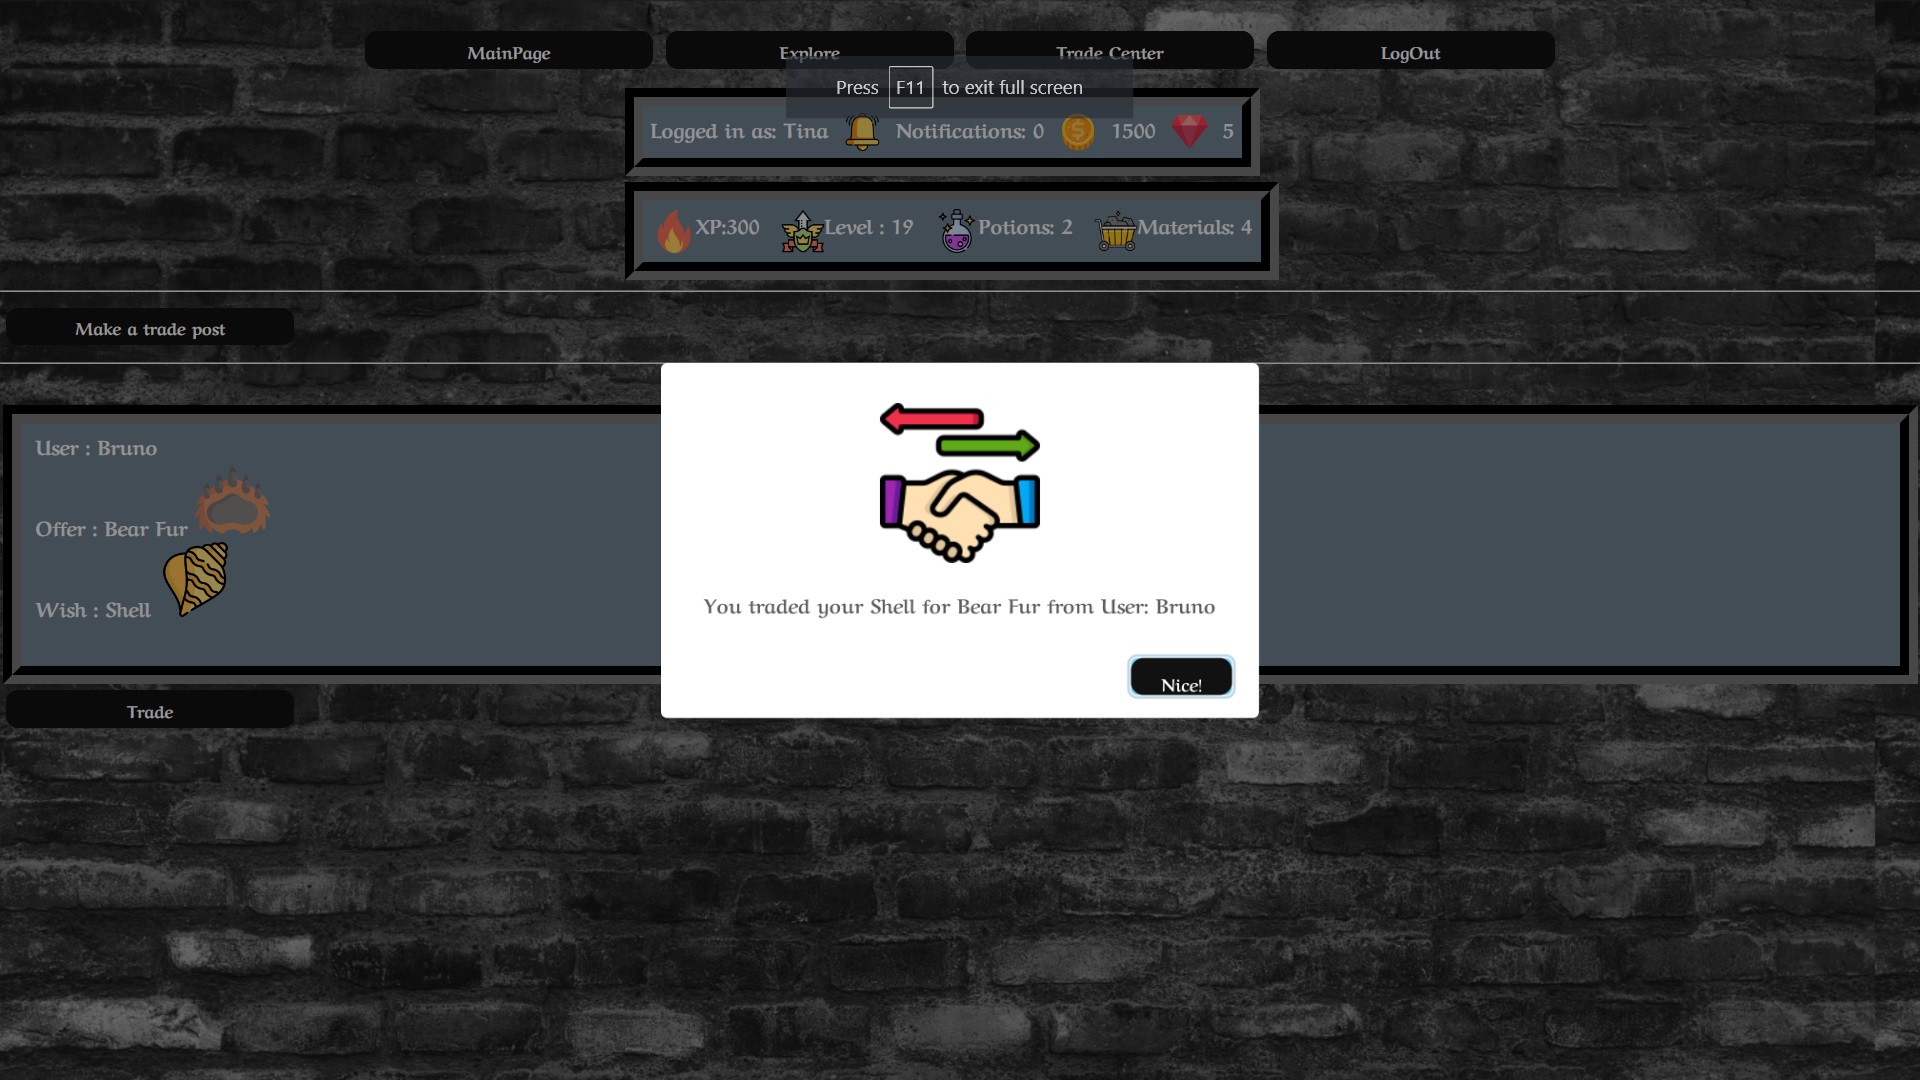 MainPage
Explore
Trade Center
LogOut
Press F11 to exit full screen
Logged in as: Tina Notifications: 0 1500 5
XP:300 Level : 19 Potions: 2 Materials: 4
Make a trade post
User : Bruno
Offer : Bear Fur
Wish : Shell
You traded your Shell for Bear Fur from User: Bruno
Nice!
Trade